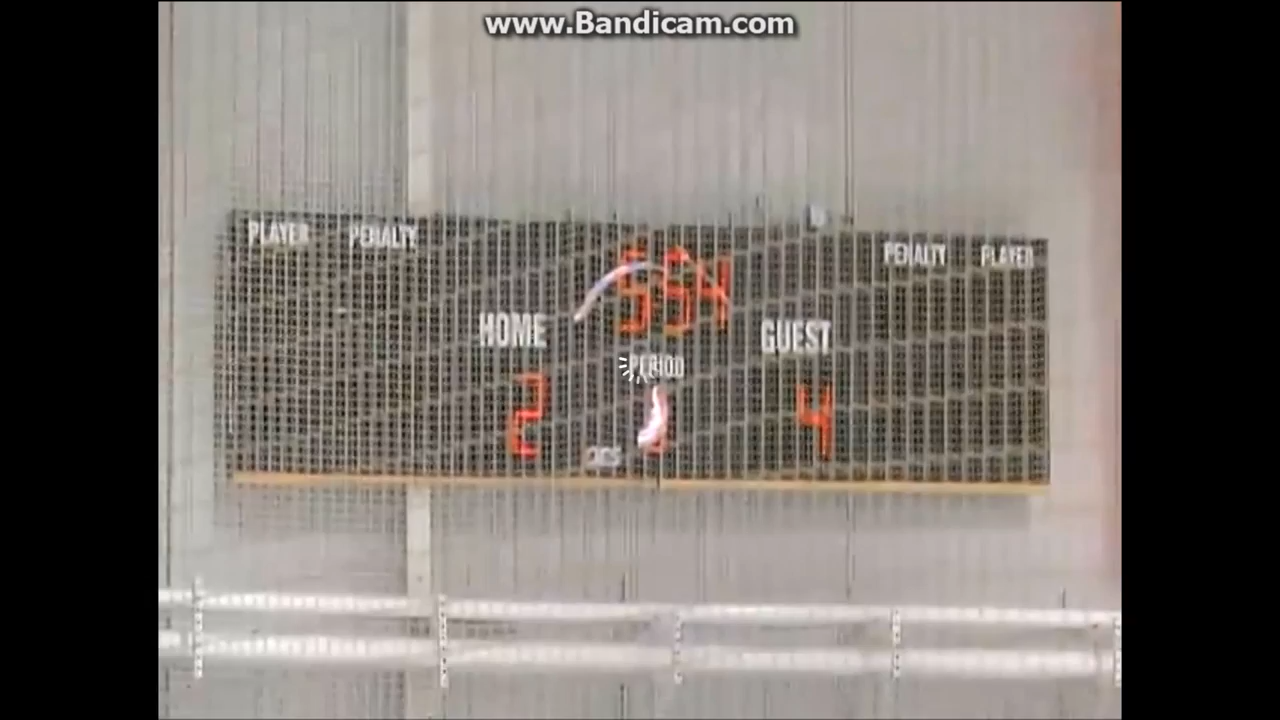 www.Bandicam.com
PLAYER PENALTY
PENALTY PLAYER
5:54
HOME
GUEST
PERIOD
2
4